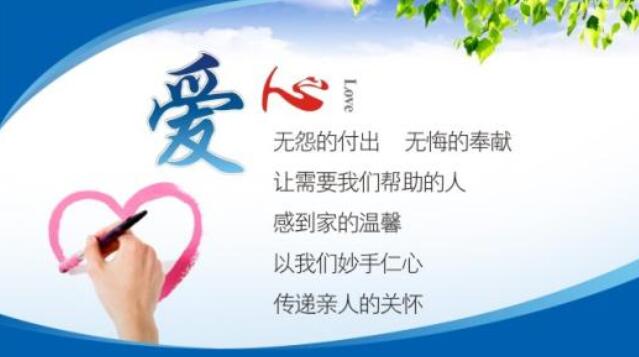 爱心 Love
无怨的付出 无悔的奉献
让需要我们帮助的人
感到家的温馨
以我们妙手仁心
传递亲人的关怀